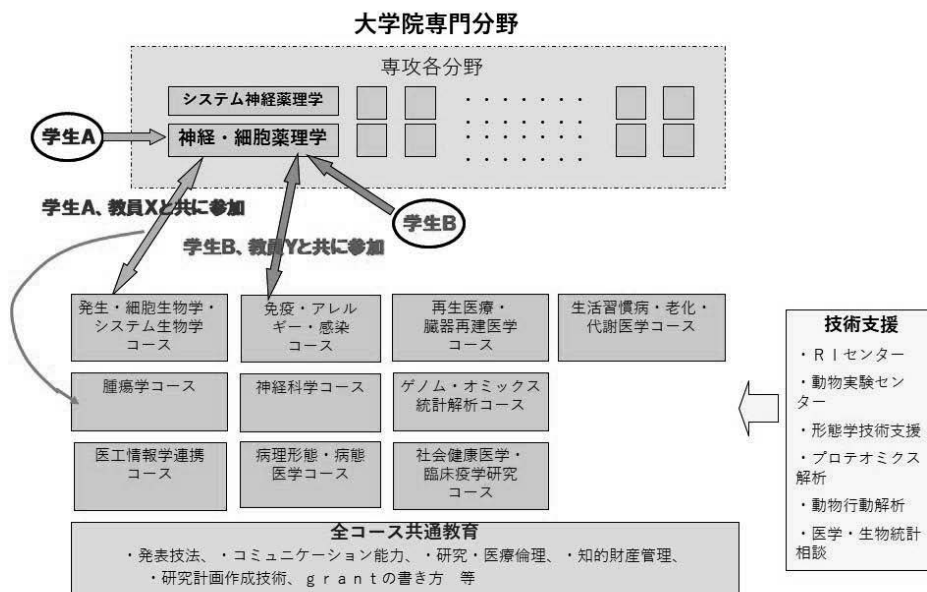 大学院専門分野
専攻各分野
システム神経薬理学
神経・細胞薬理学
学生A
学生A、教員Xと共に参加
学生B
学生B、教員Yと共に参加
発生・細胞生物学・
システム生物学
コース
免疫・アレル
ギー・感染
コース
再生医療・
臓器再建医学
コース
生活習慣病・老化・
代謝医学コース
腫瘍学コース
神経科学コース
ゲノム・オミックス
統計解析コース
医工情報学連携
コース
病理形態・病態
医学コース
社会健康医学・
臨床疫学研究
コース
技術支援
・ＲＩセンター
・動物実験セン
ター
・形態学技術支援
・プロテオミクス
解析
・動物行動解析
・医学・生物統計
相談
全コース共通教育
・発表技法、・コミュニケーション能力、・研究・医療倫理、・知的財産管理、
・研究計画作成技術、ｇｒａｎｔの書き方　等